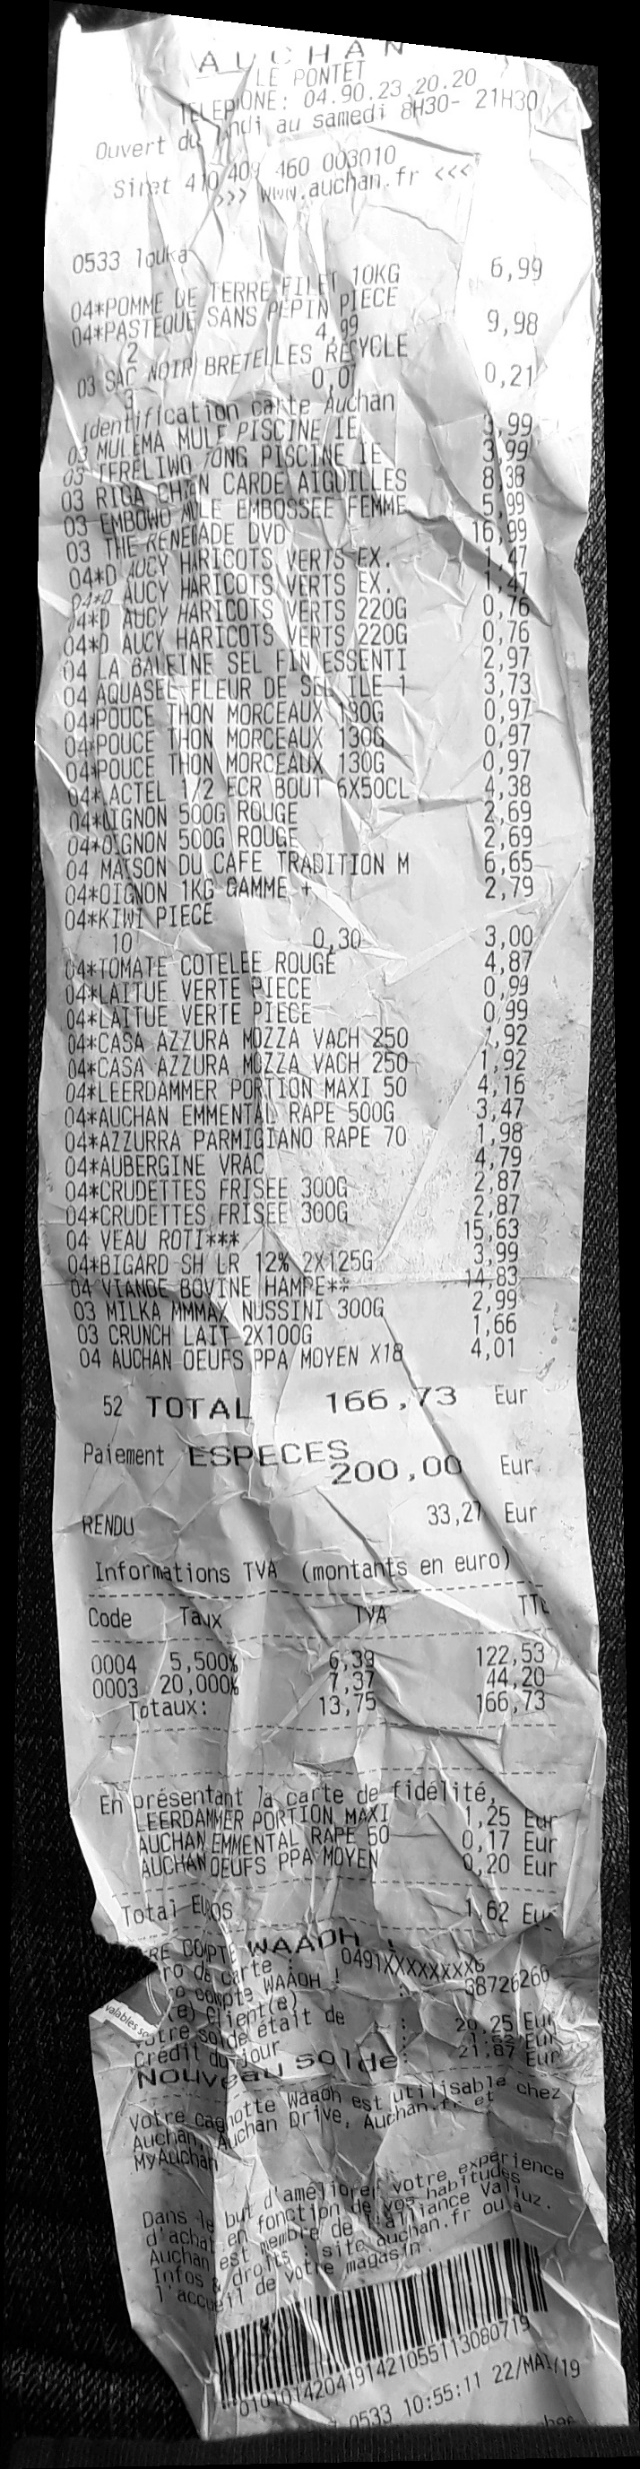 AUCHAN
LE PONTET
TELEPHONE: 04.90.23.20.20
Ouvert du lundi au samedi 8H30- 21H30
Siret 410 409 460 003010
>>> www.auchan.fr <<<
0533 louka
04*POMME DE TERRE FILET 10KG 6,99
04*PASTEQUE SANS PEPIN PIECE
2 4,99 9,98
03 SAC NOIR BRETELLES RECYCLE
3 0,07 0,21
Identification carte Auchan
03 MULEMA MULE PISCINE IE 3,99
03 TERELIWO TONG PISCINE IE 3,99
03 RIGA CHIEN CARDE AIGUILLES 8,38
03 EMBOWO MULE EMBOSSEE FEMME 5,99
03 THE RENEGADE DVD 16,99
04*D AUCY HARICOTS VERTS EX. 1,47
04*D AUCY HARICOTS VERTS EX. 1,47
04*D AUCY HARICOTS VERTS 220G 0,76
04*D AUCY HARICOTS VERTS 220G 0,76
04 LA BALEINE SEL FIN ESSENTI 2,97
04 AQUASEL FLEUR DE SEL ILE 1 3,73
04*POUCE THON MORCEAUX 130G 0,97
04*POUCE THON MORCEAUX 130G 0,97
04*POUCE THON MORCEAUX 130G 0,97
04*LACTEL 1/2 ECR BOUT 6X50CL 4,38
04*OIGNON 500G ROUGE 2,69
04*OIGNON 500G ROUGE 2,69
04 MAISON DU CAFE TRADITION M 6,65
04*OIGNON 1KG GAMME + 2,79
04*KIWI PIECE
10 0,30 3,00
04*TOMATE COTELEE ROUGE 4,87
04*LAITUE VERTE PIECE 0,99
04*LAITUE VERTE PIECE 0,99
04*CASA AZZURA MOZZA VACH 250 1,92
04*CASA AZZURA MOZZA VACH 250 1,92
04*LEERDAMMER PORTION MAXI 50 4,16
04*AUCHAN EMMENTAL RAPE 500G 3,47
04*AZZURRA PARMIGIANO RAPE 70 1,98
04*AUBERGINE VRAC 4,79
04*CRUDETTES FRISEE 300G 2,87
04*CRUDETTES FRISEE 300G 2,87
04 VEAU ROTI*** 15,63
04*BIGARD SH LR 12% 2X125G 3,99
04 VIANDE BOVINE HAMPE** 14,83
03 MILKA MMMAX NUSSINI 300G 2,99
03 CRUNCH LAIT 2X100G 1,66
04 AUCHAN OEUFS PPA MOYEN X18 4,01
52 TOTAL 166,73 Eur
Paiement ESPECES
200,00 Eur
RENDU 33,27 Eur
Informations TVA (montants en euro)
Code Taux TVA TTC
0004 5,500% 6,39 122,53
0003 20,000% 7,37 44,20
Totaux: 13,75 166,73
En présentant la carte de fidélité,
LEERDAMMER PORTION MAXI 1,25 Eur
AUCHAN EMMENTAL RAPE 50 0,17 Eur
AUCHAN OEUFS PPA MOYEN 0,20 Eur
Total EUROS 1,62 Eur
RE COMPTE WAAOH !
ro de carte : 0491XXXXXXXXX6
o compte WAAOH ! : 38726266
(e) Client(e)
Votre solde était de : 20,25 Eur
Crédit du jour : 1,62 Eur
Nouveau solde: 21,87 Eur
valables so
Votre cagnotte Waaoh est utilisable chez
Auchan, Auchan Drive, Auchan.fr et
MyAuchan
Dans le but d'améliorer votre expérience
d'achat en fonction de vos habitudes
Auchan est membre de l'alliance Valiuz.
Infos & droits : site auchan.fr ou à
l'accueil de votre magasin
0101014204191421055113080719
0533 10:55:11 22/MAI/19